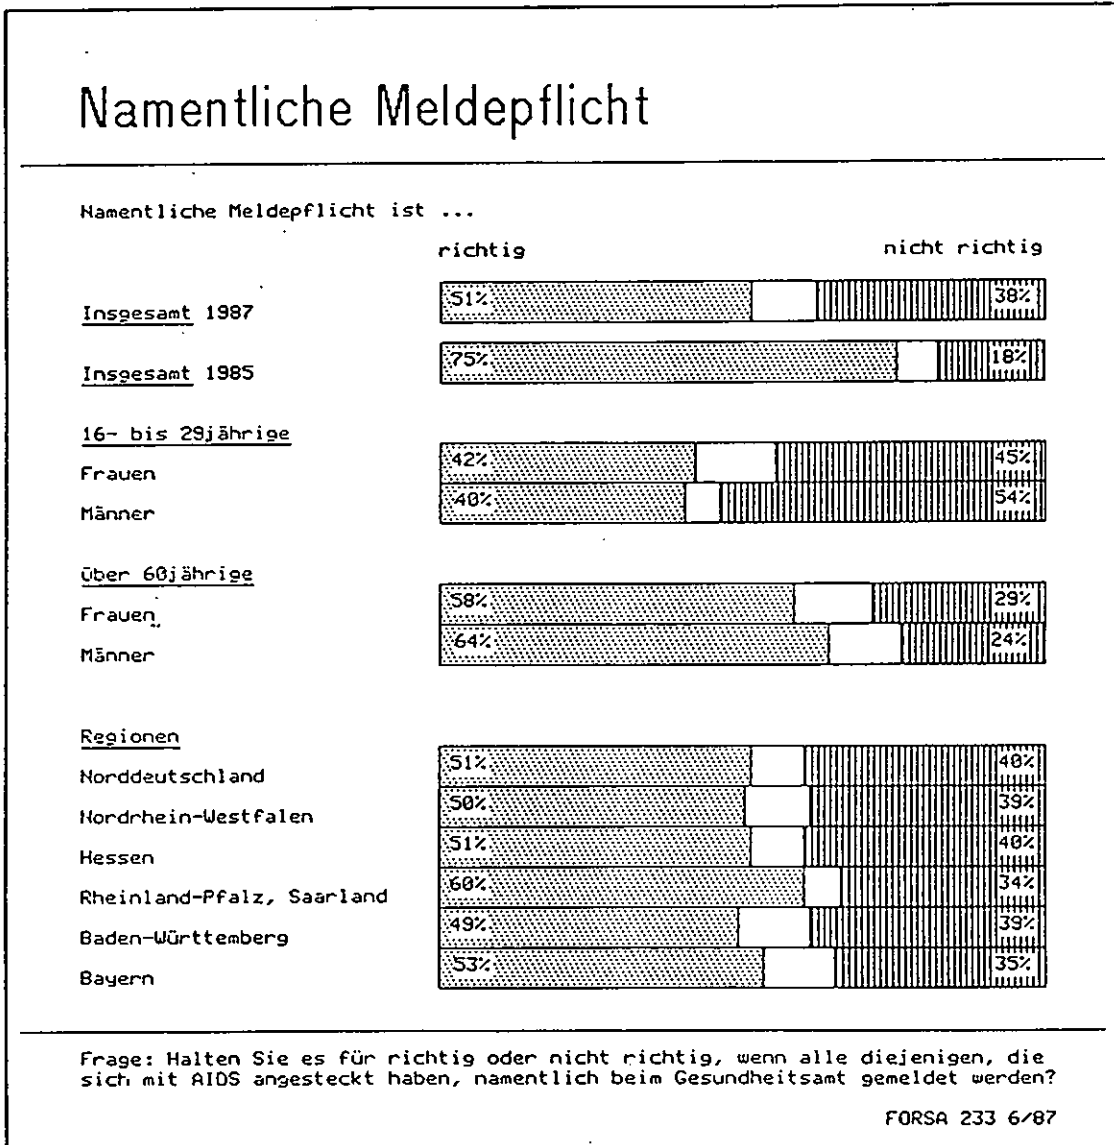 Namentliche Meldepflicht
Namentliche Meldepflicht ist ...
richtig nicht richtig
Insgesamt 1987 51% 38%
Insgesamt 1985 75% 18%
16- bis 29jährige
Frauen 42% 45%
Männer 40% 54%
über 60jährige
Frauen 58% 29%
Männer 64% 24%
Regionen
Norddeutschland 51% 40%
Nordrhein-Westfalen 50% 39%
Hessen 51% 40%
Rheinland-Pfalz, Saarland 60% 34%
Baden-Württemberg 49% 39%
Bayern 53% 35%
Frage: Halten Sie es für richtig oder nicht richtig, wenn alle diejenigen, die
sich mit AIDS angesteckt haben, namentlich beim Gesundheitsamt gemeldet werden?
FORSA 233 6/87